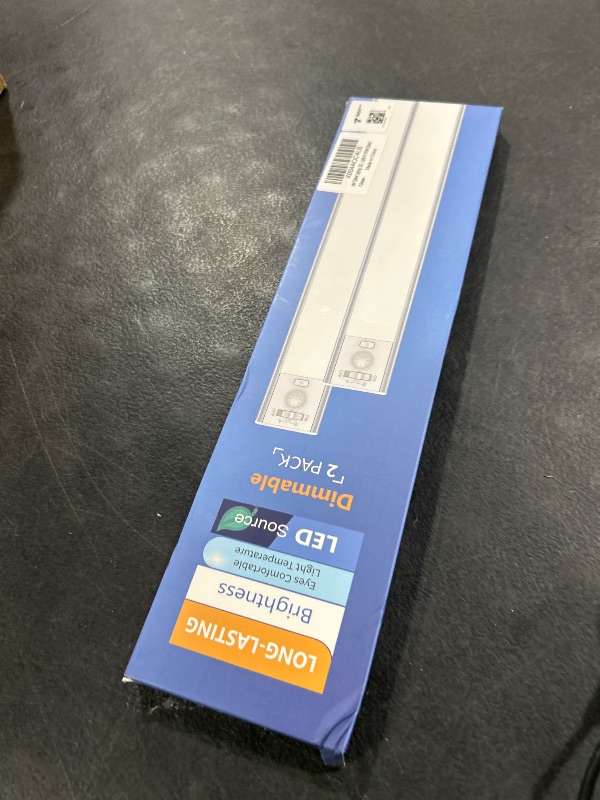 LONG-LASTING
Brightness
Eyes Comfortable
Light Temperature
LED Source
Dimmable
「2 PACK」